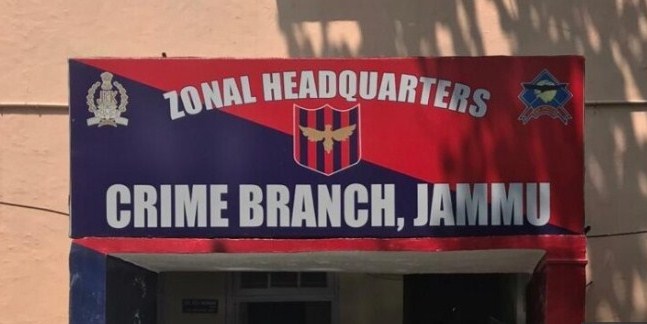 ZONAL HEADQUARTERS
CRIME BRANCH, JAMMU